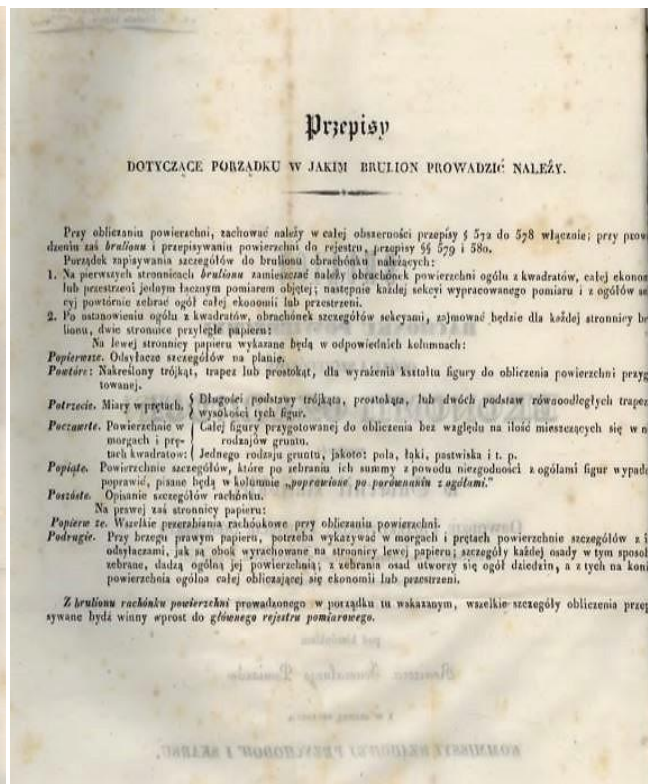 Przepisy
DOTYCZĄCE PORZĄDKU W JAKIM BRULION PROWADZIĆ NALEŹY.
Przy obliczaniu powierzchni, zachować należy w całej obszerności przepisy § 572 do 578 włącznie; przy prow
dzeniu zaś brulionu i przepisywaniu powierzchni do rejestru, przepisy §§ 579 i 580.
Porządek zapisywania szczegółów do brulionu obrachónku należących:
1. Na pierwszych stronnicach brulionu zamieszczać należy obrachónek powierzchni ogólu z kwadratów, całej ekonom
lub przestrzeni jednym łącznym pomiarem objętej; następnie każdej sekcyi wypracowanego pomiaru i z ogółów se
cyj powtórnie zebrać ogół całej ekonomii lub przestrzeni.
2. Po ustanowieniu ogółu z kwadratów, obrachónek szczegółów sekcyami, zajmować będzie dla każdej stronnicy br
lionu, dwie stronnice przyległe papieru:
Na lewej stronnicy papieru wykazane będą w odpowiednich kolumnach:
Popierwsze. Odsyłacze szczegółów na planie.
Powtóre: Nakreślony trójkąt, trapez lub prostokąt, dla wyrażenia kształtu figury do obliczenia powierzchni przyg
towanej.
Potrzecie. Miary w prętach, { Długości podstawy trójkąta, prostokąta, lub dwóch podstaw równoodległych trapez
wysokości tych figur.
Poczwarte. Powierzchnie w { Całej figury przygotowanej do obliczenia bez względu na ilość mieszczących się w n
morgach i prę- rodzajów gruntu.
tach kwadratow: { Jednego rodzaju gruntu, jakoto: pola, łąki, pastwiska i t. p.
Popiąte. Powierzchnie szczegółów, które po zebraniu ich summy z powodu niezgodności z ogółami figur wypad
poprawić, pisane będą w kolumnie „poprawione po porównaniu z ogółami."
Poszóste. Opisanie szczegółów rachónku.
Na prawej zaś stronnicy papieru:
Popierw ze. Wszelkie przerabiania rachónkowe przy obliczaniu powierzchni.
Podrugie. Przy brzegu prawym papieru, potrzeba wykazywać w morgach i prętach powierzchnie szczegółów z i
odsyłaczami, jak są obok wyrachowane na stronnicy lewej papieru; szczegóły każdej osady w tym sposol
zebrane, dadzą ogólną jej powierzchnią; z zebrania osad utworzy się ogół dziedzin, a z tych na koni
powierzchnia ogólna całej obliczającej się ekonomii lub przestrzeni.
Z brulionu rachónku powierzchni prowadzonego w porządku tu wskazanym, wszelkie szczegóły obliczenia przep
sywane bydź winny wprost do głównego rejestru pomiarowego.